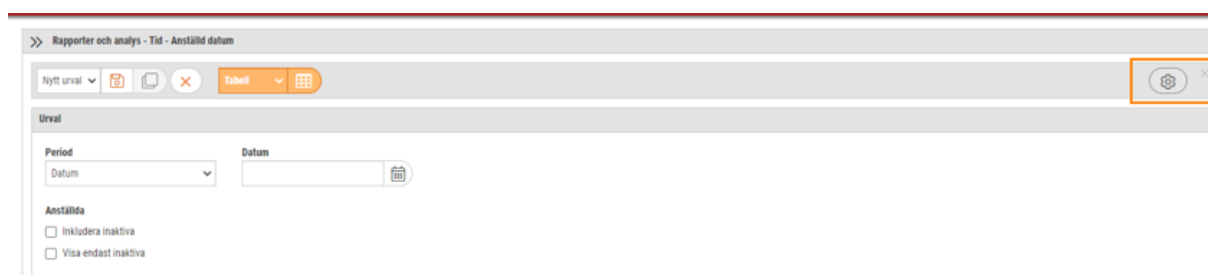 Rapporter och analys - Tid - Anställd datum
Nytt urval Tabell
Urval
Period Datum
Datum
Anställda
Inkludera inaktiva
Visa endast inaktiva